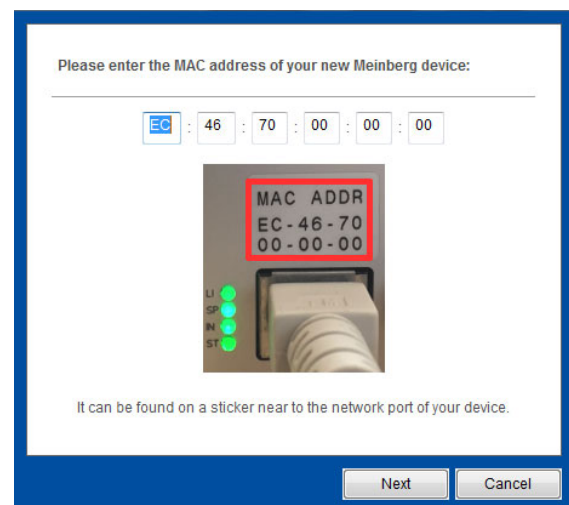 Please enter the MAC address of your new Meinberg device:
EC : 46 : 70 : 00 : 00 : 00
MAC ADDR
EC-46-70
00-00-00
LI
SP
IN
ST
It can be found on a sticker near to the network port of your device.
Next Cancel